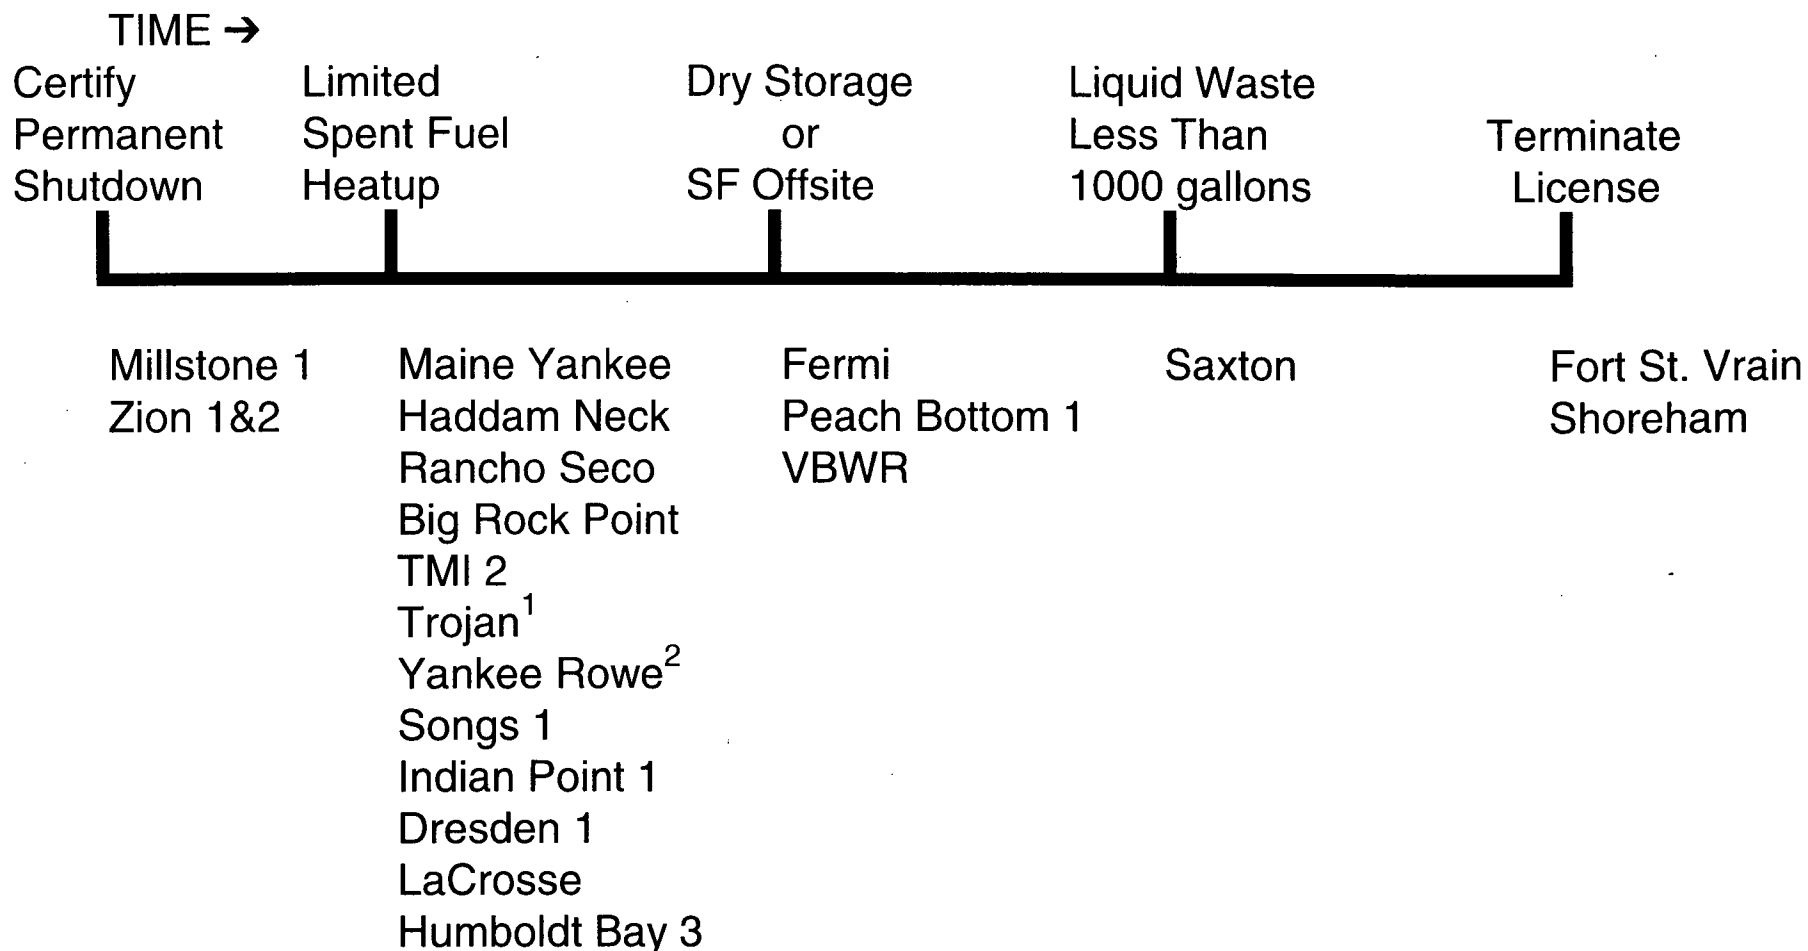 TIME →
Certify Permanent Shutdown
Limited Spent Fuel Heatup
Dry Storage or SF Offsite
Liquid Waste Less Than 1000 gallons
Terminate License
Millstone 1
Zion 1&2
Maine Yankee
Haddam Neck
Rancho Seco
Big Rock Point
TMI 2
Trojan¹
Yankee Rowe²
Songs 1
Indian Point 1
Dresden 1
LaCrosse
Humboldt Bay 3
Fermi
Peach Bottom 1
VBWR
Saxton
Fort St. Vrain
Shoreham